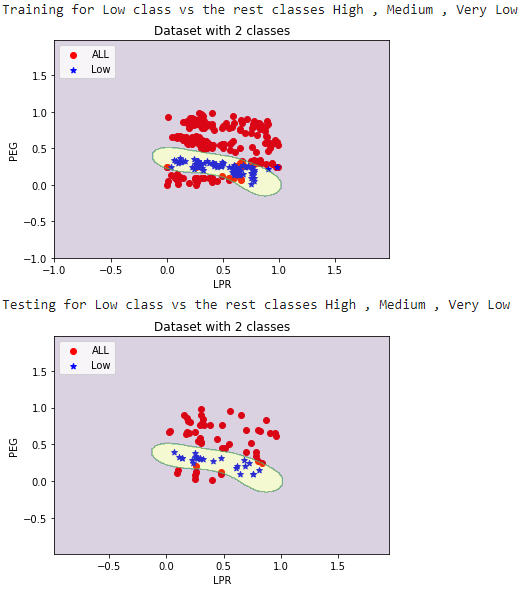 Training for Low class vs the rest classes High , Medium , Very Low
Dataset with 2 classes
ALL
Low
1.5
1.0
0.5
0.0
−0.5
−1.0
PEG
−1.0 −0.5 0.0 0.5 1.0 1.5
LPR
Testing for Low class vs the rest classes High , Medium , Very Low
Dataset with 2 classes
ALL
Low
1.5
1.0
0.5
0.0
−0.5
PEG
−0.5 0.0 0.5 1.0 1.5
LPR